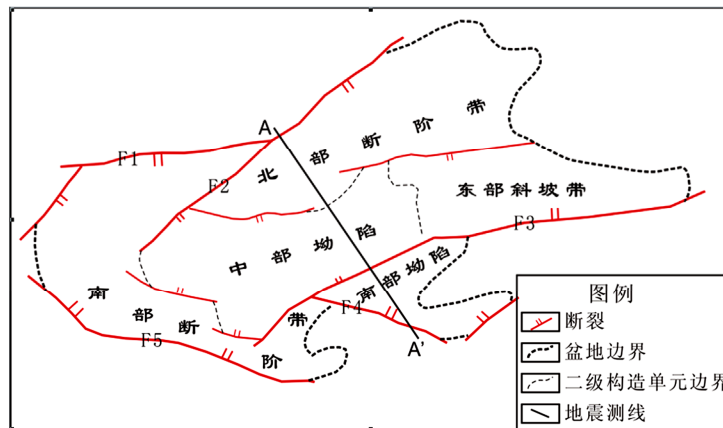 A
北部断阶带
F1
F2
东部斜坡带
F3
中部坳陷
南部坳陷
F4
南部断阶带
F5
A'
图例
断裂
盆地边界
二级构造单元边界
地震测线